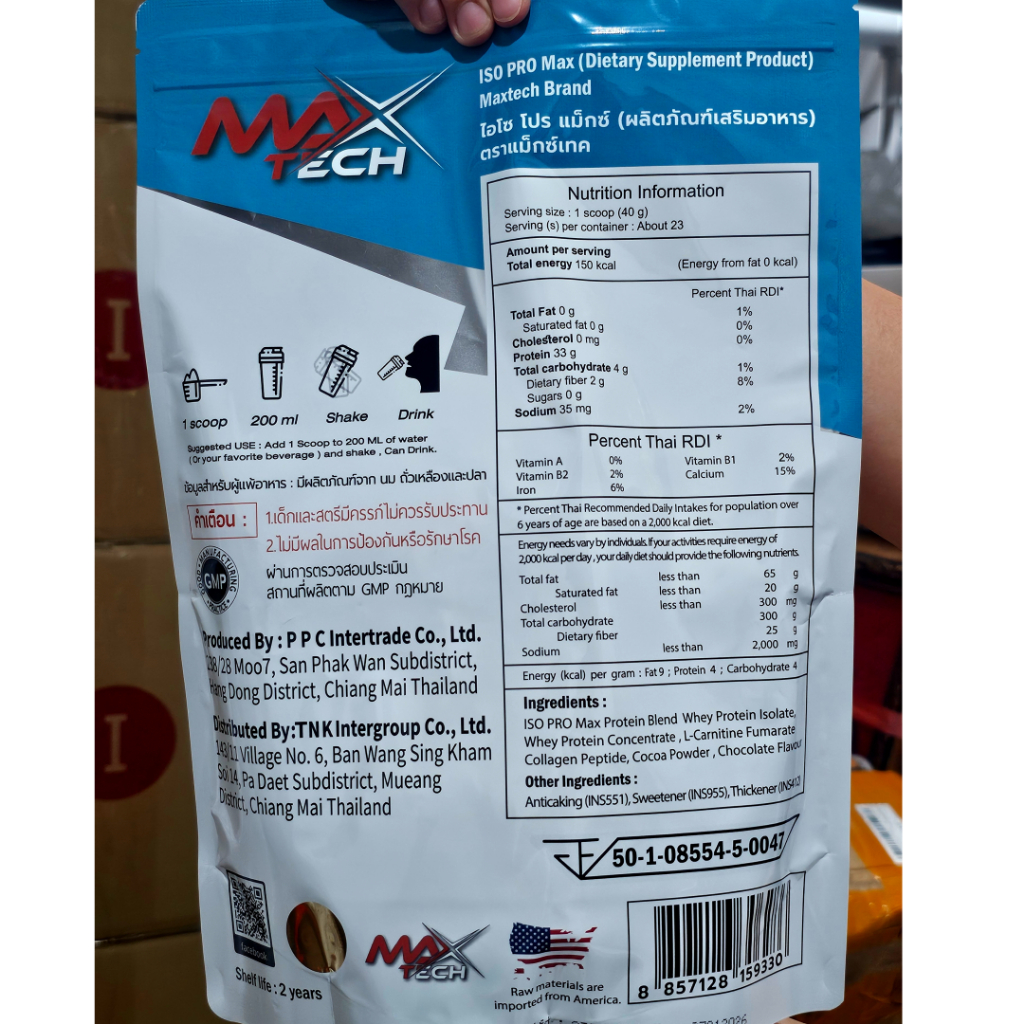 MAX TECH
ISO PRO Max (Dietary Supplement Product)
Maxtech Brand
ไอโซ โปร แม็กซ์ (ผลิตภัณฑ์เสริมอาหาร)
ตราแม็กซ์เทค
Nutrition Information
Serving size : 1 scoop (40 g)
Serving (s) per container : About 23
Amount per serving
Total energy 150 kcal (Energy from fat 0 kcal)
Percent Thai RDI*
Total Fat 0 g 1%
Saturated fat 0 g 0%
Cholesterol 0 mg 0%
Protein 33 g
Total carbohydrate 4 g 1%
Dietary fiber 2 g 8%
Sugars 0 g
Sodium 35 mg 2%
Percent Thai RDI *
Vitamin A 0% Vitamin B1 2%
Vitamin B2 2% Calcium 15%
Iron 6%
* Percent Thai Recommended Daily Intakes for population over
6 years of age are based on a 2,000 kcal diet.
Energy needs vary by individuals. If your activities require energy of
2,000 kcal per day , your daily diet should provide the following nutrients.
Total fat less than 65 g
Saturated fat less than 20 g
Cholesterol less than 300 mg
Total carbohydrate 300 g
Dietary fiber 25 g
Sodium less than 2,000 mg
Energy (kcal) per gram : Fat 9 ; Protein 4 ; Carbohydrate 4
Ingredients :
ISO PRO Max Protein Blend Whey Protein Isolate,
Whey Protein Concentrate , L-Carnitine Fumarate
Collagen Peptide, Cocoa Powder , Chocolate Flavour
Other Ingredients :
Anticaking (INS551), Sweetener (INS955), Thickener (INS412)
50-1-08554-5-0047
1 scoop 200 ml Shake Drink
Suggested USE : Add 1 Scoop to 200 ML of water
( Or your favorite beverage ) and shake , Can Drink.
ข้อมูลสำหรับผู้แพ้อาหาร : มีผลิตภัณฑ์จาก นม ถั่วเหลืองและปลา
คำเตือน : 1.เด็กและสตรีมีครรภ์ไม่ควรรับประทาน
2.ไม่มีผลในการป้องกันหรือรักษาโรค
GMP
ผ่านการตรวจสอบประเมิน
สถานที่ผลิตตาม GMP กฎหมาย
Produced By : P P C Intertrade Co., Ltd.
/28 Moo7, San Phak Wan Subdistrict,
Hang Dong District, Chiang Mai Thailand
Distributed By:TNK Intergroup Co., Ltd.
143/11 Village No. 6, Ban Wang Sing Kham
Soi 14, Pa Daet Subdistrict, Mueang
District, Chiang Mai Thailand
facebook
Shelf life : 2 years
MAX TECH
Raw materials are
imported from America.
8 857128 159330
I
I